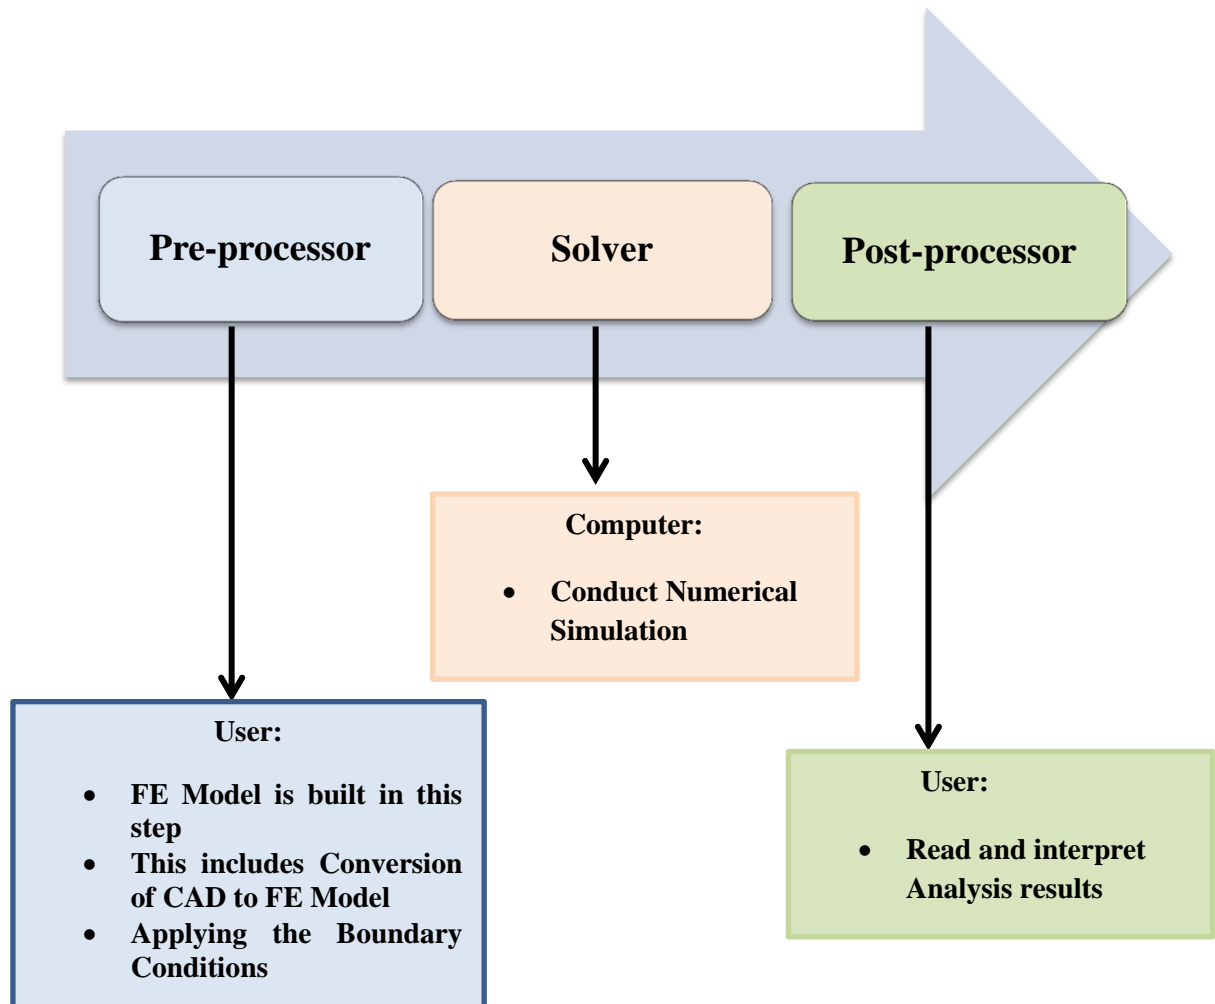 Pre-processor
Solver
Post-processor
Computer:
• Conduct Numerical
Simulation
User:
• FE Model is built in this
step
• This includes Conversion
of CAD to FE Model
• Applying the Boundary
Conditions
User:
• Read and interpret
Analysis results